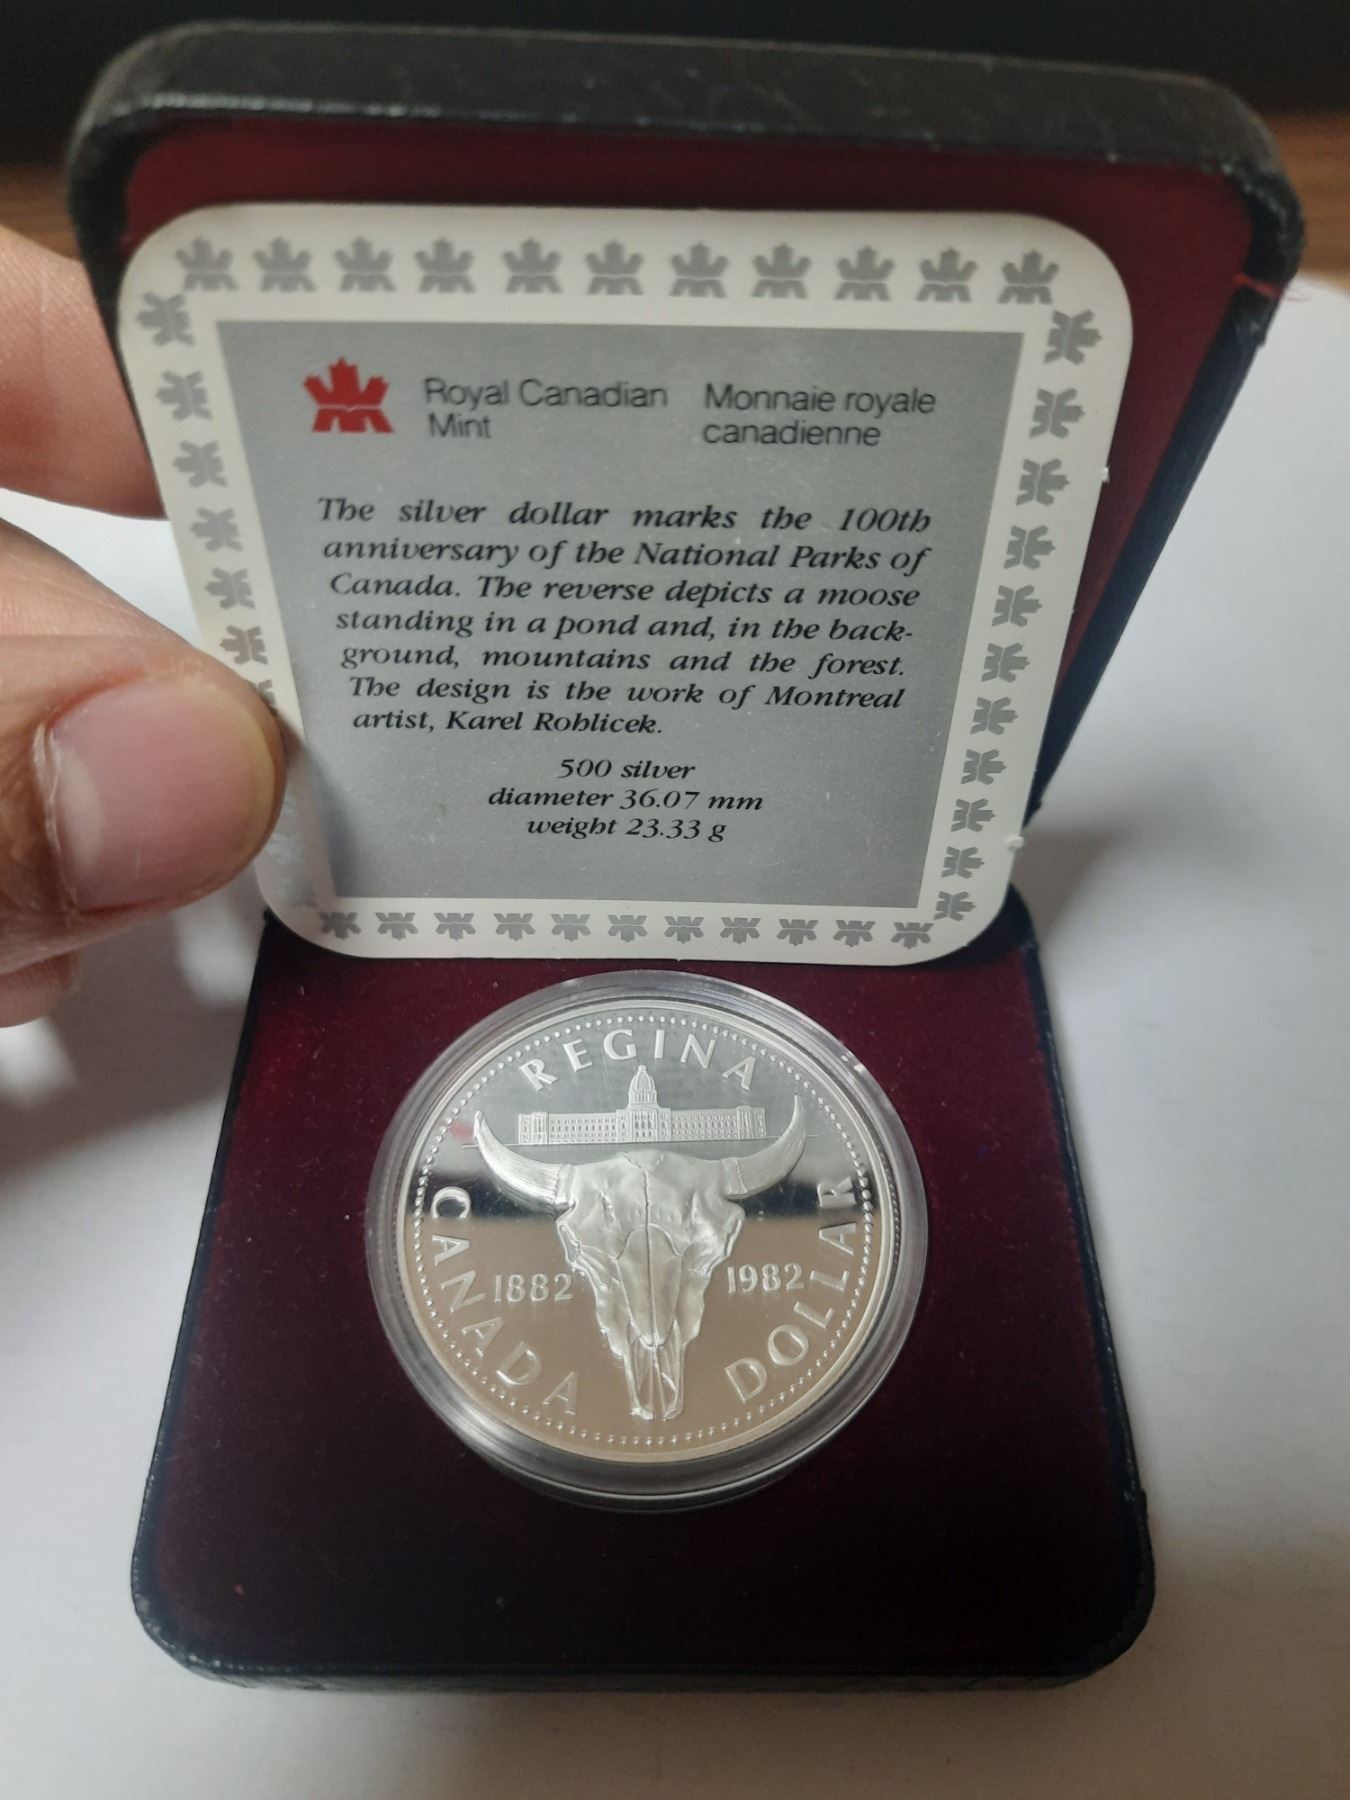 Royal Canadian Mint
Monnaie royale canadienne
The silver dollar marks the 100th
anniversary of the National Parks of
Canada. The reverse depicts a moose
standing in a pond and, in the back-
ground, mountains and the forest.
The design is the work of Montreal
artist, Karel Rohlicek.
500 silver
diameter 36.07 mm
weight 23.33 g
REGINA
CANADA
1882
1982
DOLLAR